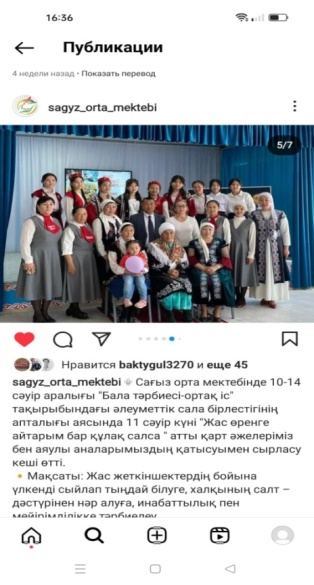 16:36
Публикации
4 недели назад • Показать перевод
sagyz_orta_mektebi
5/7
Нравится baktygul3270 и еще 45
sagyz_orta_mektebi Сағыз орта мектебінде 10-14
сәуір аралығы "Бала тәрбиесі-ортақ іс"
тақырыбындағы әлеуметтік сала бірлестігінің
апталығы аясында 11 сәуір күні "Жас өренге
айтарым бар құлақ салса " атты қарт әжелеріміз
бен аяулы аналарымыздың қатысуымен сырласу
кеші өтті.
🔸Мақсаты: Жас жеткіншектердің бойына
үлкенді сыйлап тыңдай білуге, халқының салт –
дәстүрінен нәр алуға, инабаттылық пен
мейірімділікке тәрбиелеу